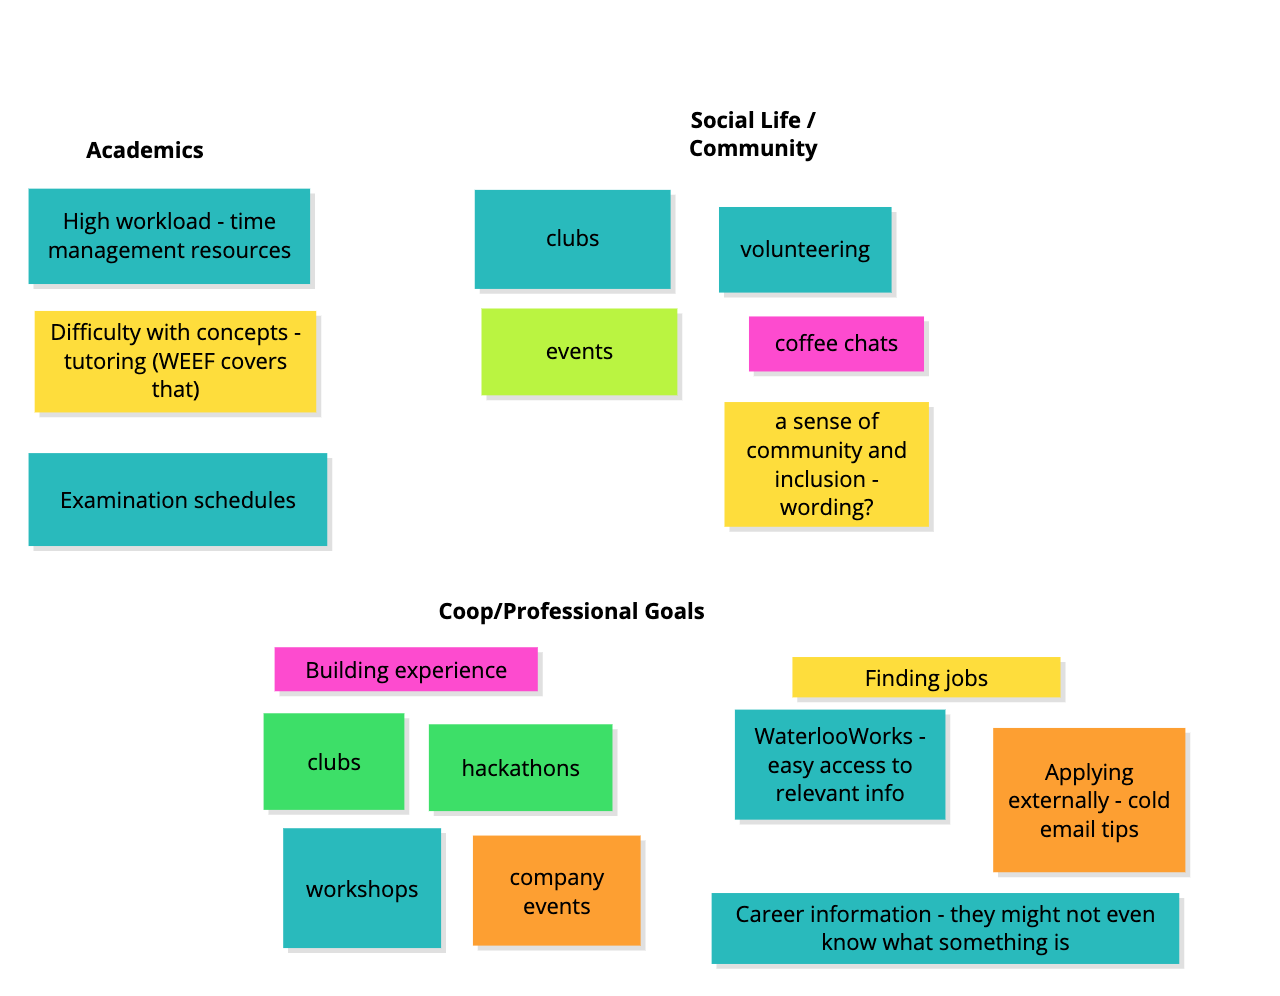 Academics
High workload - time
management resources
Difficulty with concepts -
tutoring (WEEF covers
that)
Examination schedules
Social Life /
Community
clubs
volunteering
events
coffee chats
a sense of
community and
inclusion -
wording?
Coop/Professional Goals
Building experience
clubs
hackathons
workshops
company
events
Finding jobs
WaterlooWorks -
easy access to
relevant info
Applying
externally - cold
email tips
Career information - they might not even
know what something is